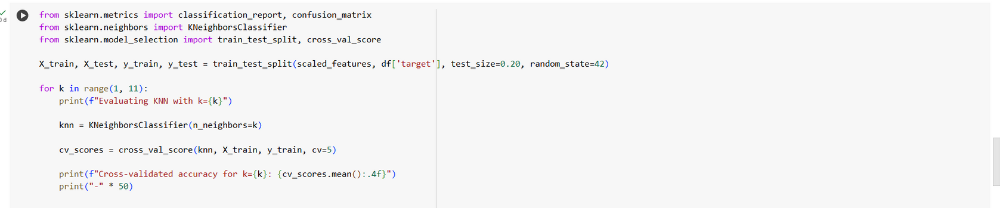 from sklearn.metrics import classification_report, confusion_matrix
0 d
from sklearn.neighbors import KNeighborsClassifier
from sklearn.model_selection import train_test_split, cross_val_score
X_train, X_test, y_train, y_test = train_test_split(scaled_features, df['target'], test_size=0.20, random_state=42)
for k in range(1, 11):
print(f"Evaluating KNN with k={k}")
knn = KNeighborsClassifier(n_neighbors=k)
cv_scores = cross_val_score(knn, X_train, y_train, cv=5)
print(f"Cross-validated accuracy for k={k}: {cv_scores.mean():.4f}")
print("-" * 50)